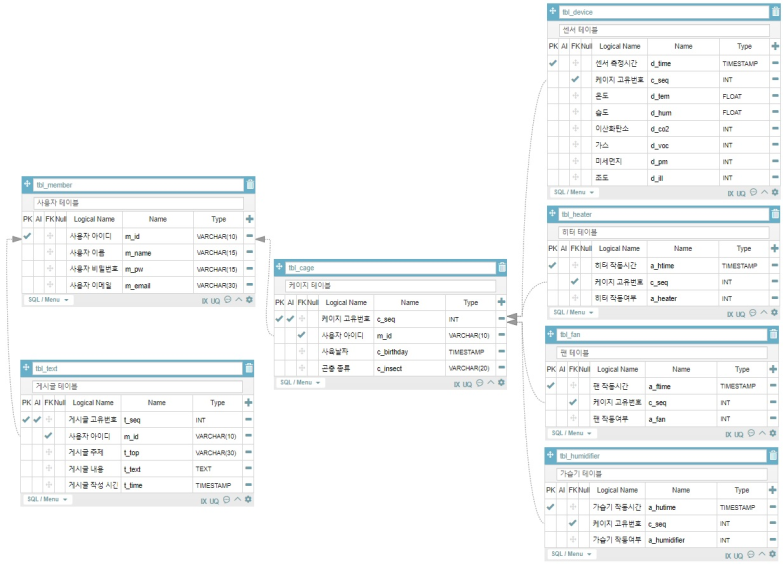 tbl_device
센서 테이블
PK AI FK Null Logical Name Name Type
센서 측정시간 d_time TIMESTAMP
케이지 고유번호 c_seq INT
온도 d_tem FLOAT
습도 d_hum FLOAT
이산화탄소 d_co2 INT
가스 d_voc INT
미세먼지 d_pm INT
조도 d_ill INT
SQL / Menu IX UQ
tbl_member
사용자 테이블
PK AI FK Null Logical Name Name Type
사용자 아이디 m_id VARCHAR(10)
사용자 이름 m_name VARCHAR(15)
사용자 비밀번호 m_pw VARCHAR(15)
사용자 이메일 m_email VARCHAR(30)
SQL / Menu IX UQ
tbl_heater
히터 테이블
PK AI FK Null Logical Name Name Type
히터 작동시간 a_htime TIMESTAMP
케이지 고유번호 c_seq INT
히터 작동여부 a_heater INT
SQL / Menu IX UQ
tbl_cage
케이지 테이블
PK AI FK Null Logical Name Name Type
케이지 고유번호 c_seq INT
사용자 아이디 m_id VARCHAR(10)
사육날자 c_birthday TIMESTAMP
곤충 종류 c_insect VARCHAR(20)
SQL / Menu IX UQ
tbl_fan
팬 테이블
PK AI FK Null Logical Name Name Type
팬 작동시간 a_ftime TIMESTAMP
케이지 고유번호 c_seq INT
팬 작동여부 a_fan INT
SQL / Menu IX UQ
tbl_text
게시글 테이블
PK AI FK Null Logical Name Name Type
게시글 고유번호 t_seq INT
사용자 아이디 m_id VARCHAR(10)
게시글 주제 t_top VARCHAR(30)
게시글 내용 t_text TEXT
게시글 작성 시간 t_time TIMESTAMP
SQL / Menu IX UQ
tbl_humidifier
가습기 테이블
PK AI FK Null Logical Name Name Type
가습기 작동시간 a_hutime TIMESTAMP
케이지 고유번호 c_seq INT
가습기 작동여부 a_humidifier INT
SQL / Menu IX UQ